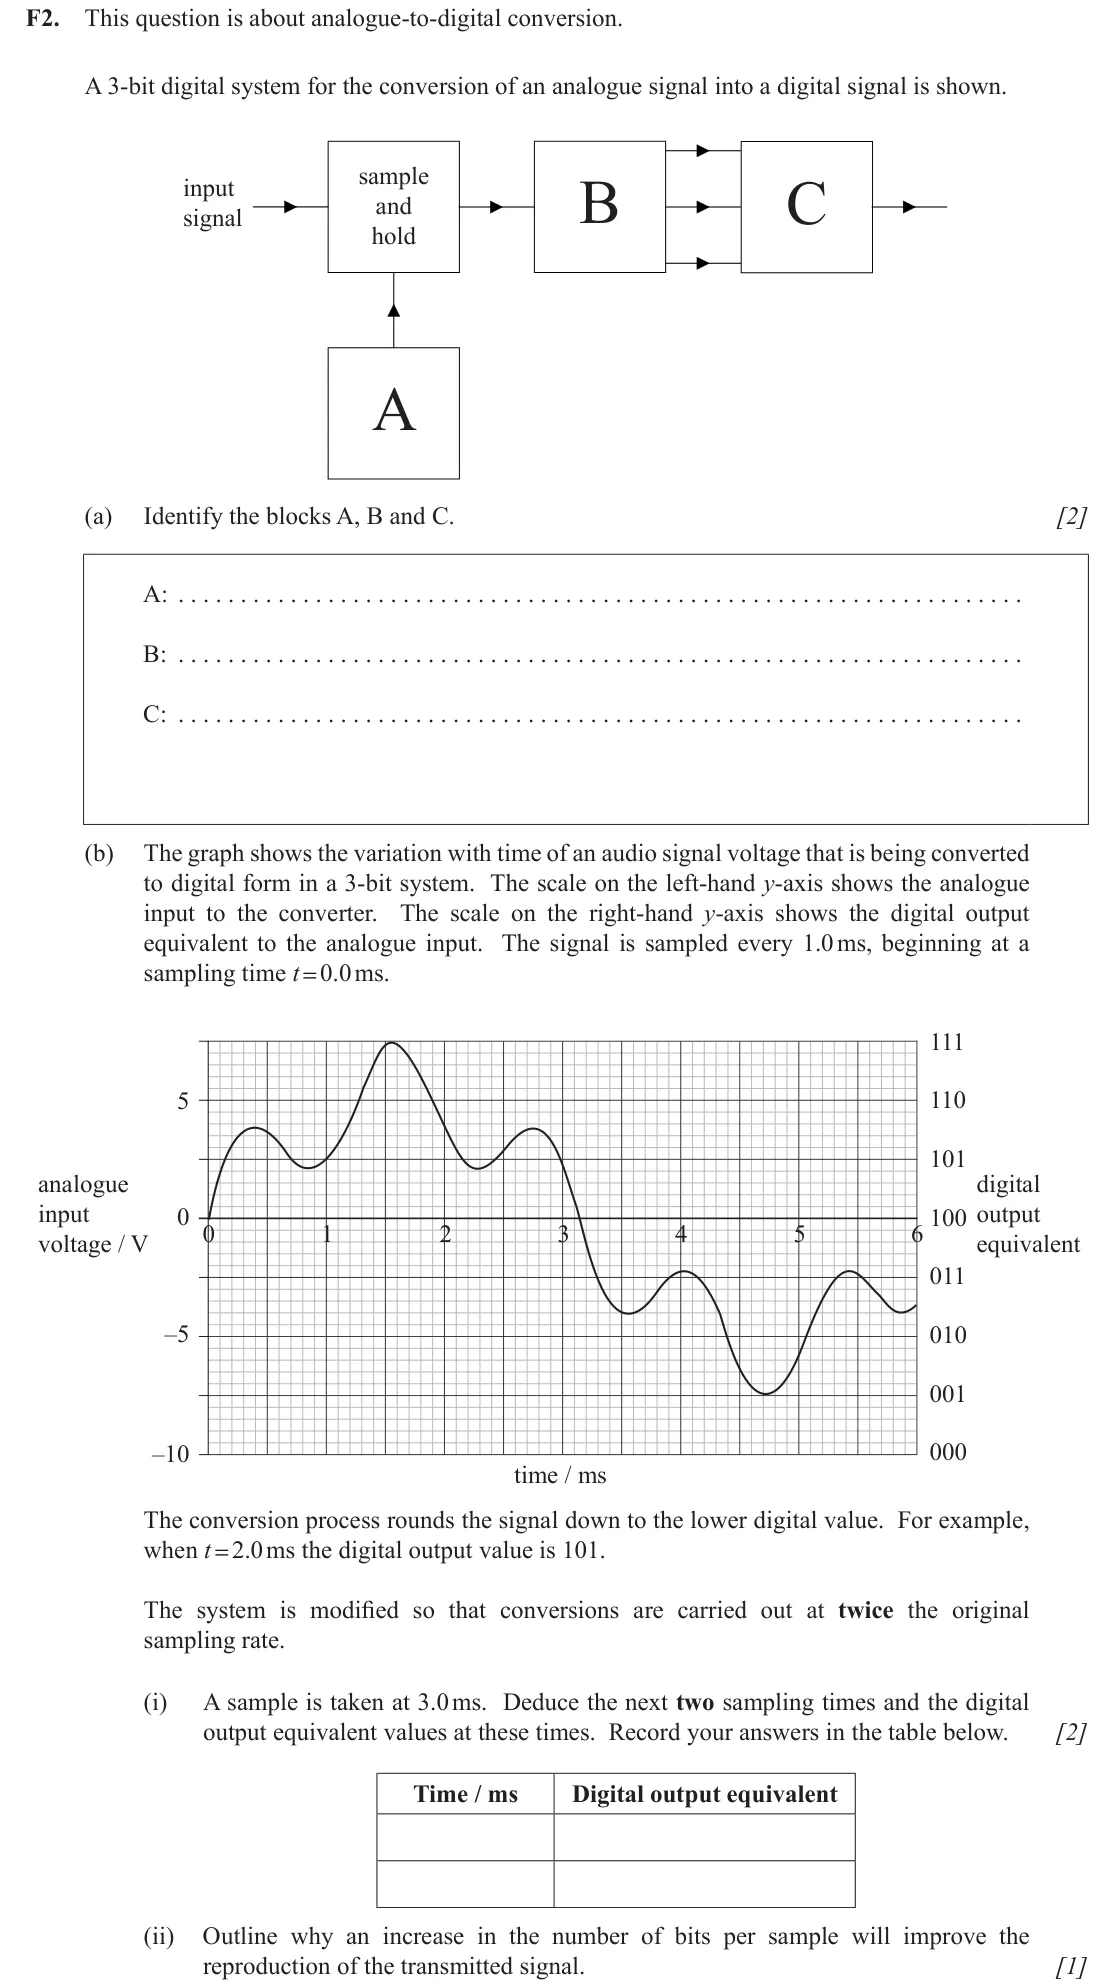 F2. This question is about analogue-to-digital conversion.
A 3-bit digital system for the conversion of an analogue signal into a digital signal is shown.
input
signal
sample
and
hold
B
C
A
(a) Identify the blocks A, B and C. [2]
A: ......................................................................
B: ......................................................................
C: ......................................................................
(b) The graph shows the variation with time of an audio signal voltage that is being converted
to digital form in a 3-bit system. The scale on the left-hand y-axis shows the analogue
input to the converter. The scale on the right-hand y-axis shows the digital output
equivalent to the analogue input. The signal is sampled every 1.0 ms, beginning at a
sampling time t=0.0 ms.
111
5 110
101
analogue
input
voltage / V
0 100
digital
output
equivalent
0 1 2 3 4 5 6
011
–5 010
001
–10 000
time / ms
The conversion process rounds the signal down to the lower digital value. For example,
when t=2.0 ms the digital output value is 101.
The system is modified so that conversions are carried out at twice the original
sampling rate.
(i) A sample is taken at 3.0 ms. Deduce the next two sampling times and the digital
output equivalent values at these times. Record your answers in the table below. [2]
Time / ms Digital output equivalent
(ii) Outline why an increase in the number of bits per sample will improve the
reproduction of the transmitted signal. [1]